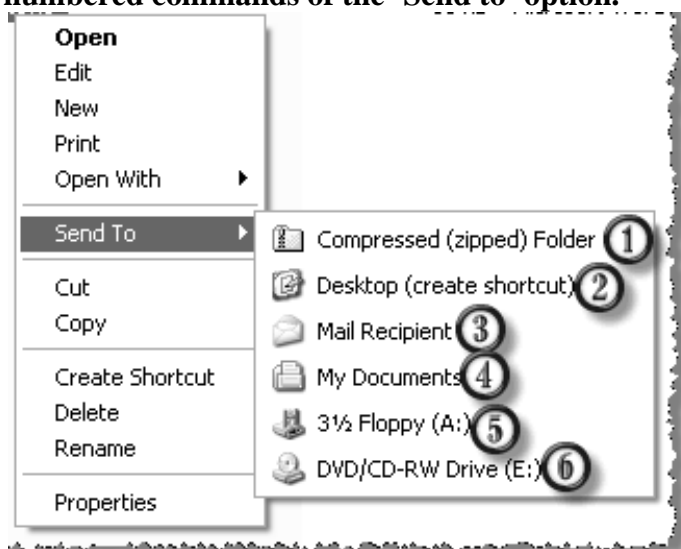 numbered commands of the "Send to" option.
Open
Edit
New
Print
Open With
Send To
Cut
Copy
Create Shortcut
Delete
Rename
Properties
Compressed (zipped) Folder 1
Desktop (create shortcut) 2
Mail Recipient 3
My Documents 4
3½ Floppy (A:) 5
DVD/CD-RW Drive (E:) 6